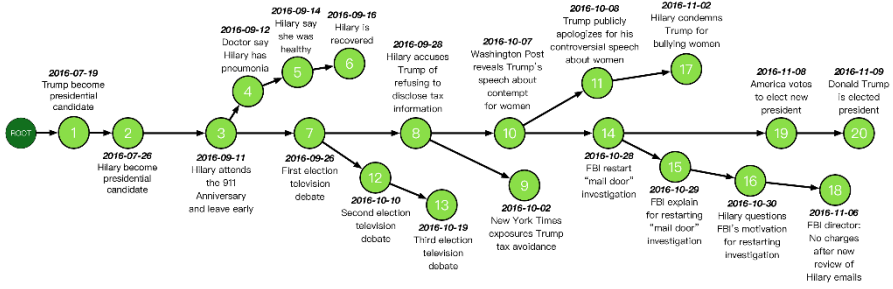 ROOT
1
2016-07-19
Trump become
presidential
candidate
2
2016-07-26
Hilary become
presidential
candidate
3
2016-09-11
Hilary attends
the 911
Anniversary
and leave early
4
2016-09-12
Doctor say
Hilary has
pneumonia
5
2016-09-14
Hilary say
she was
healthy
6
2016-09-16
Hilary is
recovered
7
2016-09-26
First election
television
debate
12
2016-10-10
Second election
television
debate
13
2016-10-19
Third election
television
debate
8
2016-09-28
Hilary accuses
Trump of
refusing to
disclose tax
information
9
2016-10-02
New York Times
exposures Trump
tax avoidance
10
2016-10-07
Washington Post
reveals Trump's
speech about
contempt
for women
11
2016-10-08
Trump publicly
apologizes for his
controversial speech
about women
17
2016-11-02
Hilary condemns
Trump for
bullying women
14
2016-10-28
FBI restart
"mail door"
investigation
15
2016-10-29
FBI explain
for restarting
"mail door"
investigation
16
2016-10-30
Hilary questions
FBI's motivation
for restarting
investigation
18
2016-11-06
FBI director:
No charges
after new
review of
Hilary emails
19
2016-11-08
America votes
to elect new
president
20
2016-11-09
Donald Trump
is elected
president